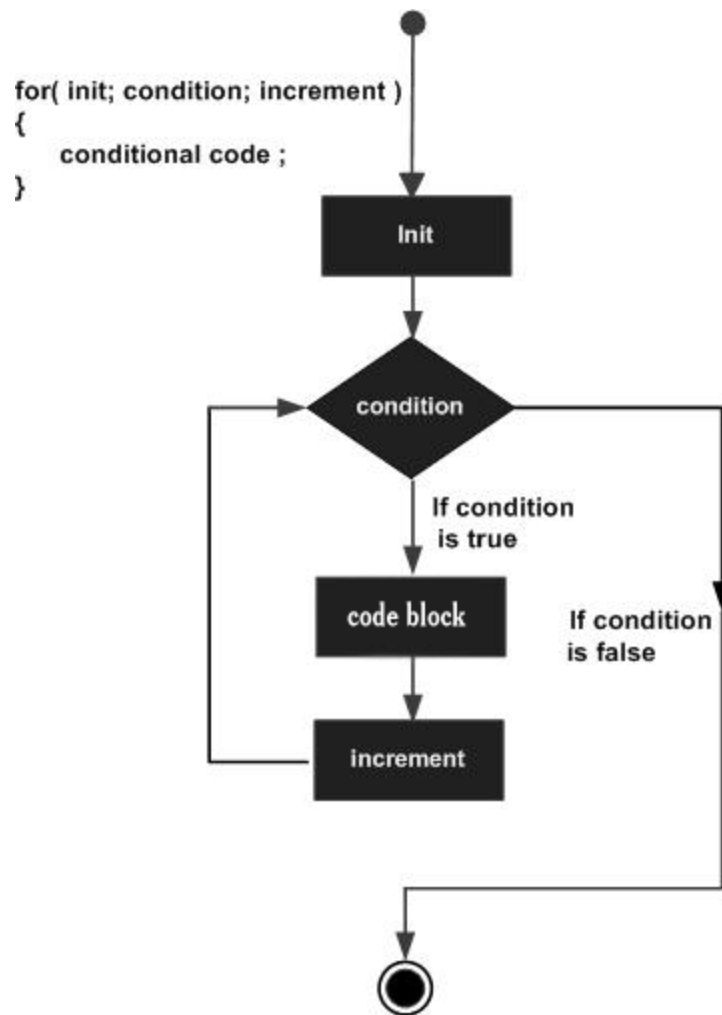 for( init; condition; increment )
{
conditional code ;
}
Init
condition
If condition
is true
code block
If condition
is false
increment